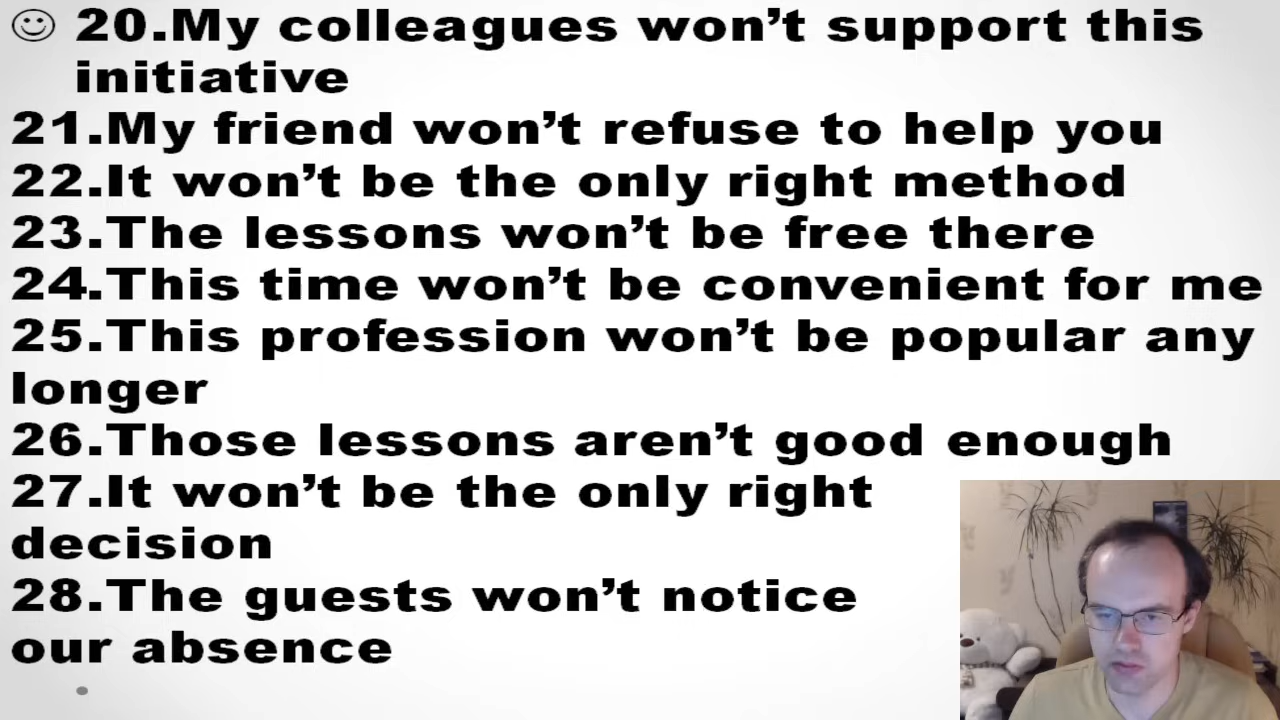 20.My colleagues won’t support this
initiative
21.My friend won’t refuse to help you
22.It won’t be the only right method
23.The lessons won’t be free there
24.This time won’t be convenient for me
25.This profession won’t be popular any
longer
26.Those lessons aren’t good enough
27.It won’t be the only right
decision
28.The guests won’t notice
our absence